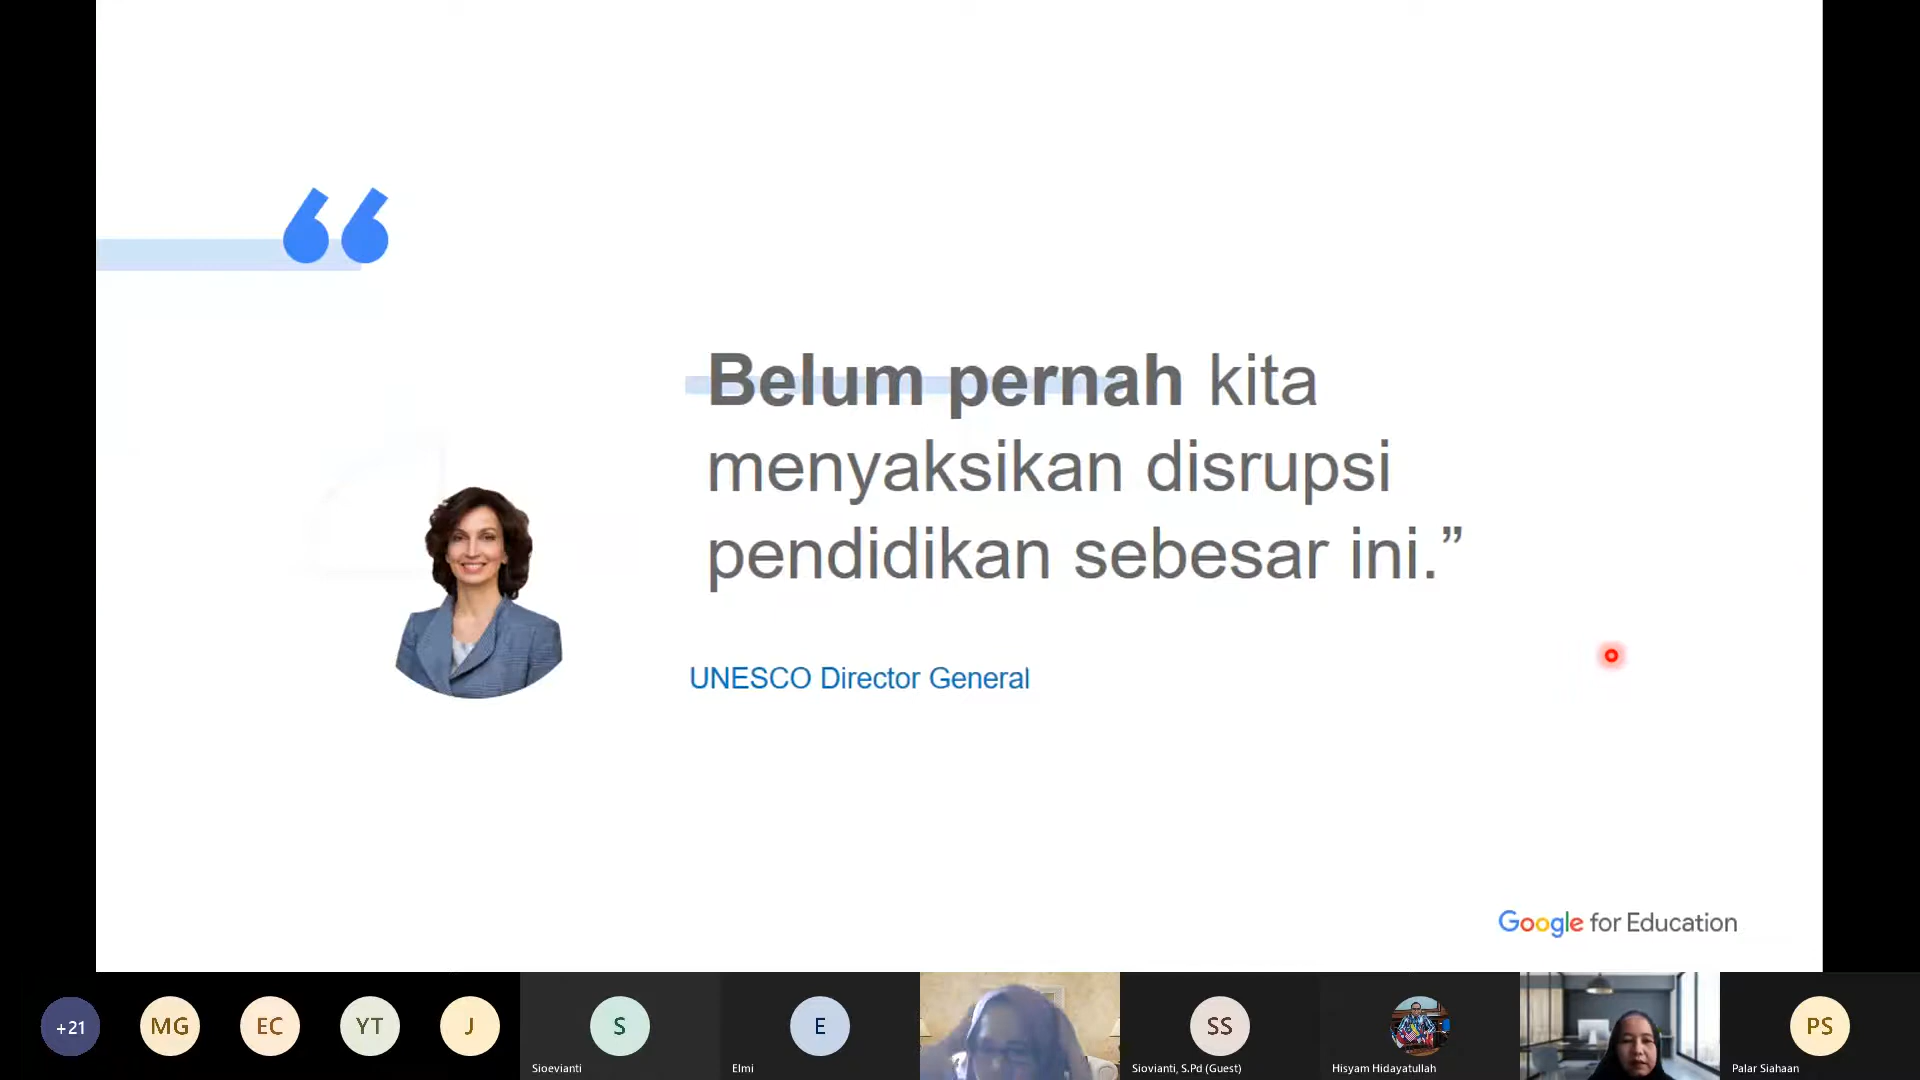 “
Belum pernah kita
menyaksikan disrupsi
pendidikan sebesar ini.”
UNESCO Director General
Google for Education
+21
MG
EC
YT
J
S
E
SS
PS
Sioevianti
Elmi
Siovianti, S.Pd (Guest)
Hisyam Hidayatullah
Palar Siahaan